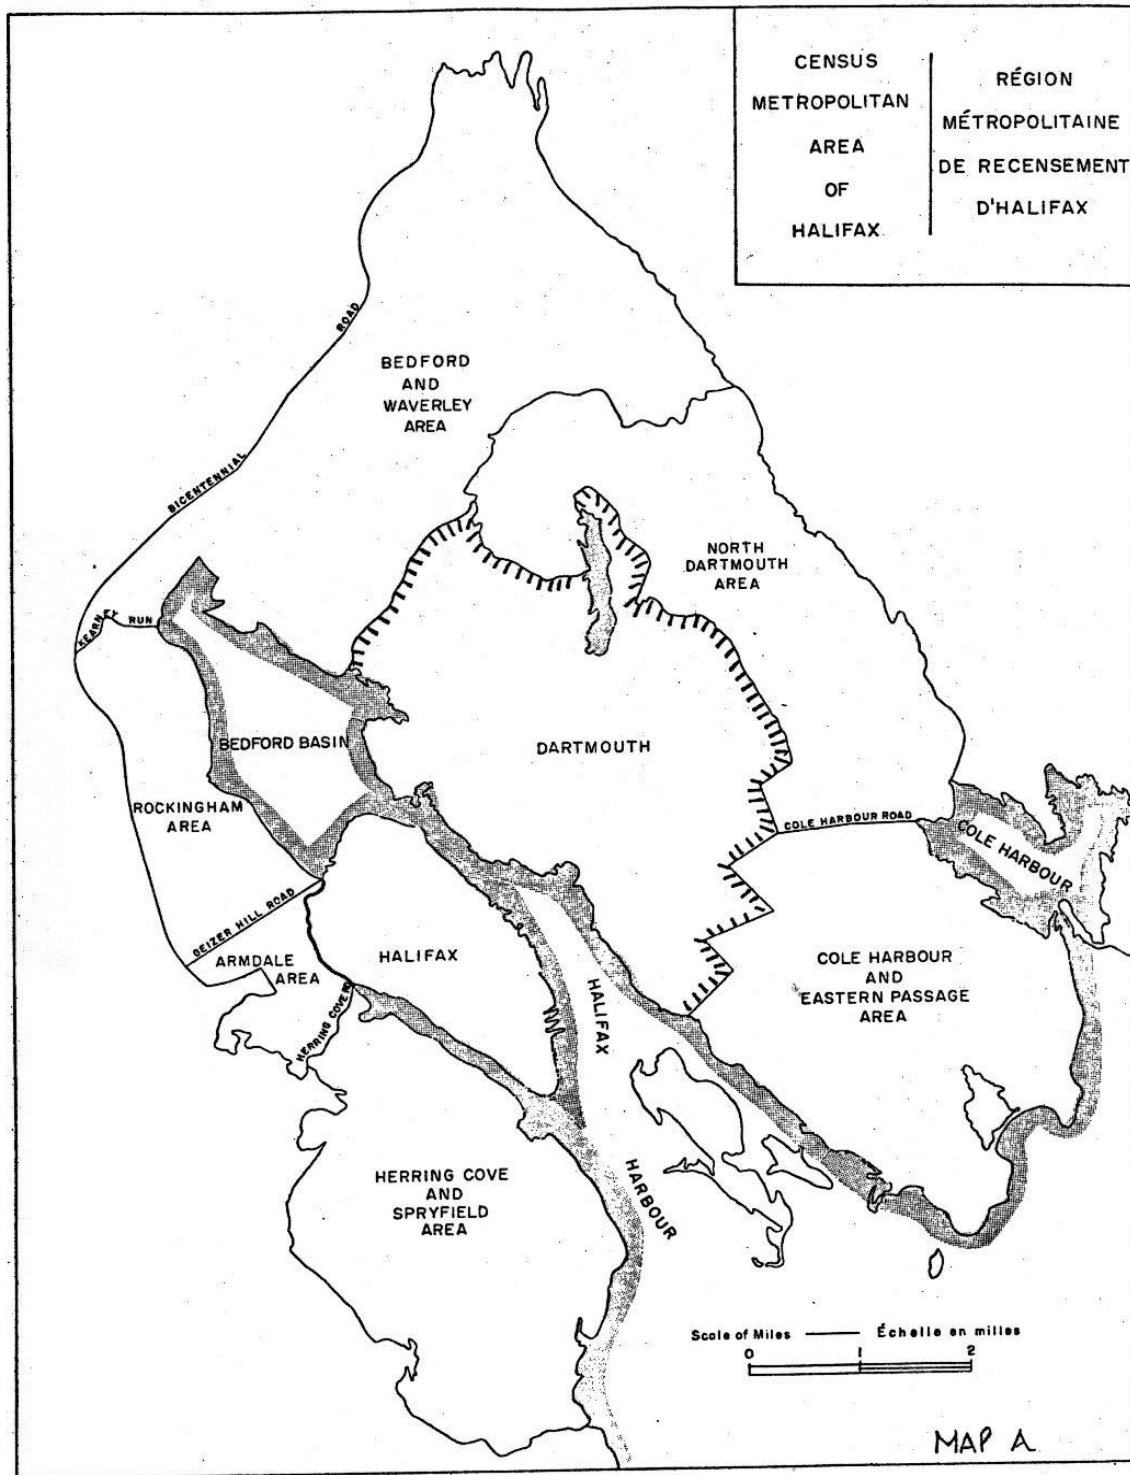 CENSUS
METROPOLITAN
AREA
OF
HALIFAX
RÉGION
MÉTROPOLITAINE
DE RECENSEMENT
D'HALIFAX
ROAD
BICENTENNIAL
BEDFORD
AND
WAVERLEY
AREA
NORTH
DARTMOUTH
AREA
KEARNEY RUN
BEDFORD BASIN
DARTMOUTH
ROCKINGHAM
AREA
COLE HARBOUR ROAD
COLE HARBOUR
GEIZER HILL ROAD
ARMDALE
AREA
HALIFAX
HERRING COVE RD
HALIFAX
HARBOUR
COLE HARBOUR
AND
EASTERN PASSAGE
AREA
HERRING COVE
AND
SPRYFIELD
AREA
Scale of Miles Échelle en milles
0 1 2
MAP A